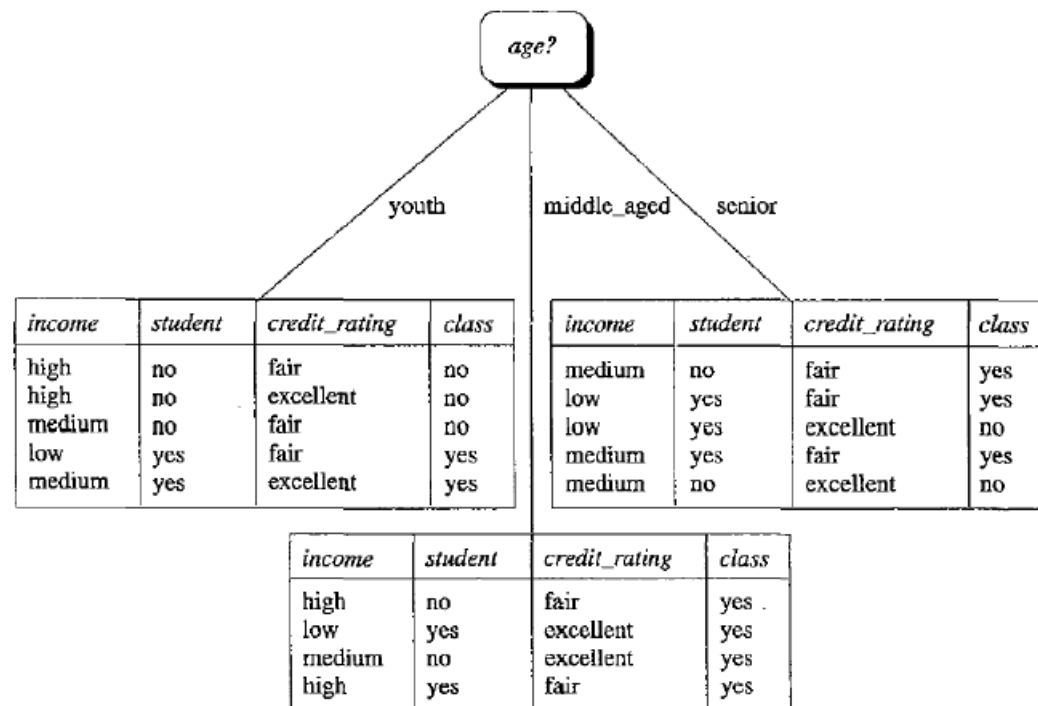 age?
youth
middle_aged
senior
income student credit_rating class
high no fair no
high no excellent no
medium no fair no
low yes fair yes
medium yes excellent yes
income student credit_rating class
medium no fair yes
low yes fair yes
low yes excellent no
medium yes fair yes
medium no excellent no
income student credit_rating class
high no fair yes
low yes excellent yes
medium no excellent yes
high yes fair yes